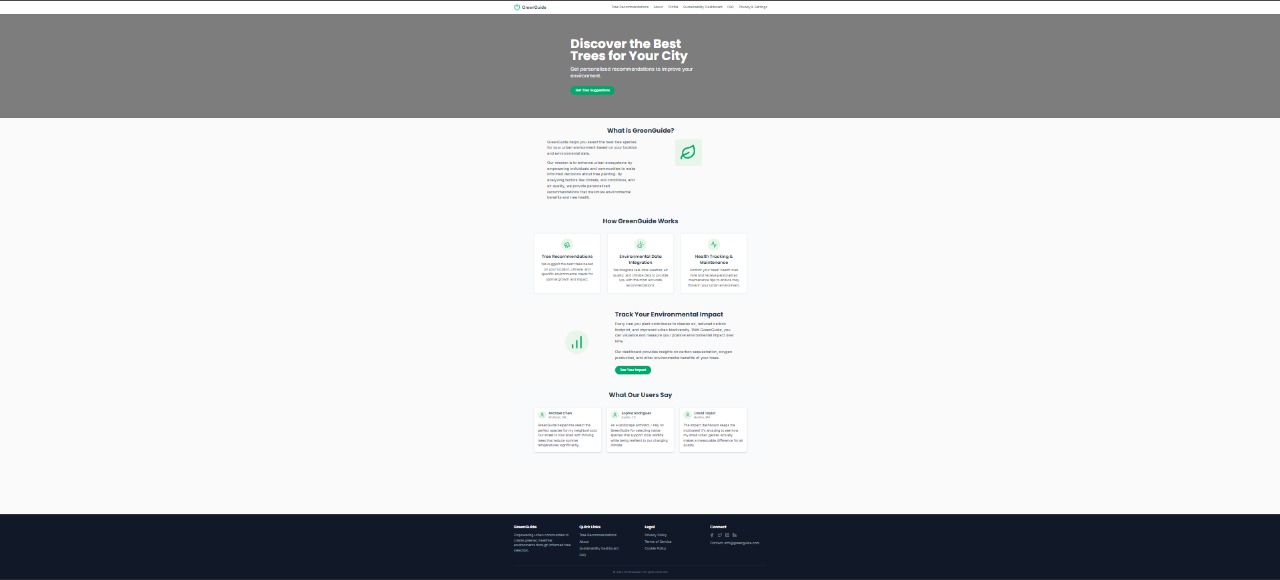 GreenGuide
Tree Recommendations About Sustainability Dashboard FAQ Privacy & Settings
Discover the Best
Trees for Your City
Get personalized recommendations to improve your
environment.
Get Tree Suggestions
What is GreenGuide?
GreenGuide helps you select the best tree species
for your urban environment based on your location
and environmental data.
Our mission is to enhance urban ecosystems by
empowering individuals and communities to make
informed decisions about tree planting. By
analyzing factors like climate, soil conditions, and
air quality, we provide personalized
recommendations that maximize environmental
benefits and tree health.
How GreenGuide Works
Tree Recommendations
We suggest the best trees based
on your location, climate, and
specific environmental needs for
optimal growth and impact.
Environmental Data
Integration
We integrate real-time weather, air
quality, and climate data to provide
you with the most accurate
recommendations.
Health Tracking &
Maintenance
Monitor your trees' health over
time and receive personalized
maintenance tips to ensure they
thrive in your urban environment.
Track Your Environmental Impact
Every tree you plant contributes to cleaner air, reduced carbon
footprint, and improved urban biodiversity. With GreenGuide, you
can visualize and measure your positive environmental impact over
time.
Our dashboard provides insights on carbon sequestration, oxygen
production, and other environmental benefits of your trees.
See Your Impact
What Our Users Say
Michael Chen
GreenGuide helped me select the
perfect species for my neighborhood.
Our street is now lined with thriving
trees that reduce summer
temperatures significantly.
Sophia Rodriguez
Austin, TX
As a landscape architect, I rely on
GreenGuide for selecting native
species that support local wildlife
while being resilient to our changing
climate.
David Taylor
Boston, MA
The impact dashboard keeps me
motivated! It's amazing to see how
my small urban garden actually
makes a measurable difference for air
quality.
GreenGuide
Empowering urban communities to
create greener, healthier
environments through informed tree
selection.
Quick Links
Tree Recommendations
About
Sustainability Dashboard
FAQ
Legal
Privacy Policy
Terms of Service
Cookie Policy
Connect
Contact: info@greenguide.com